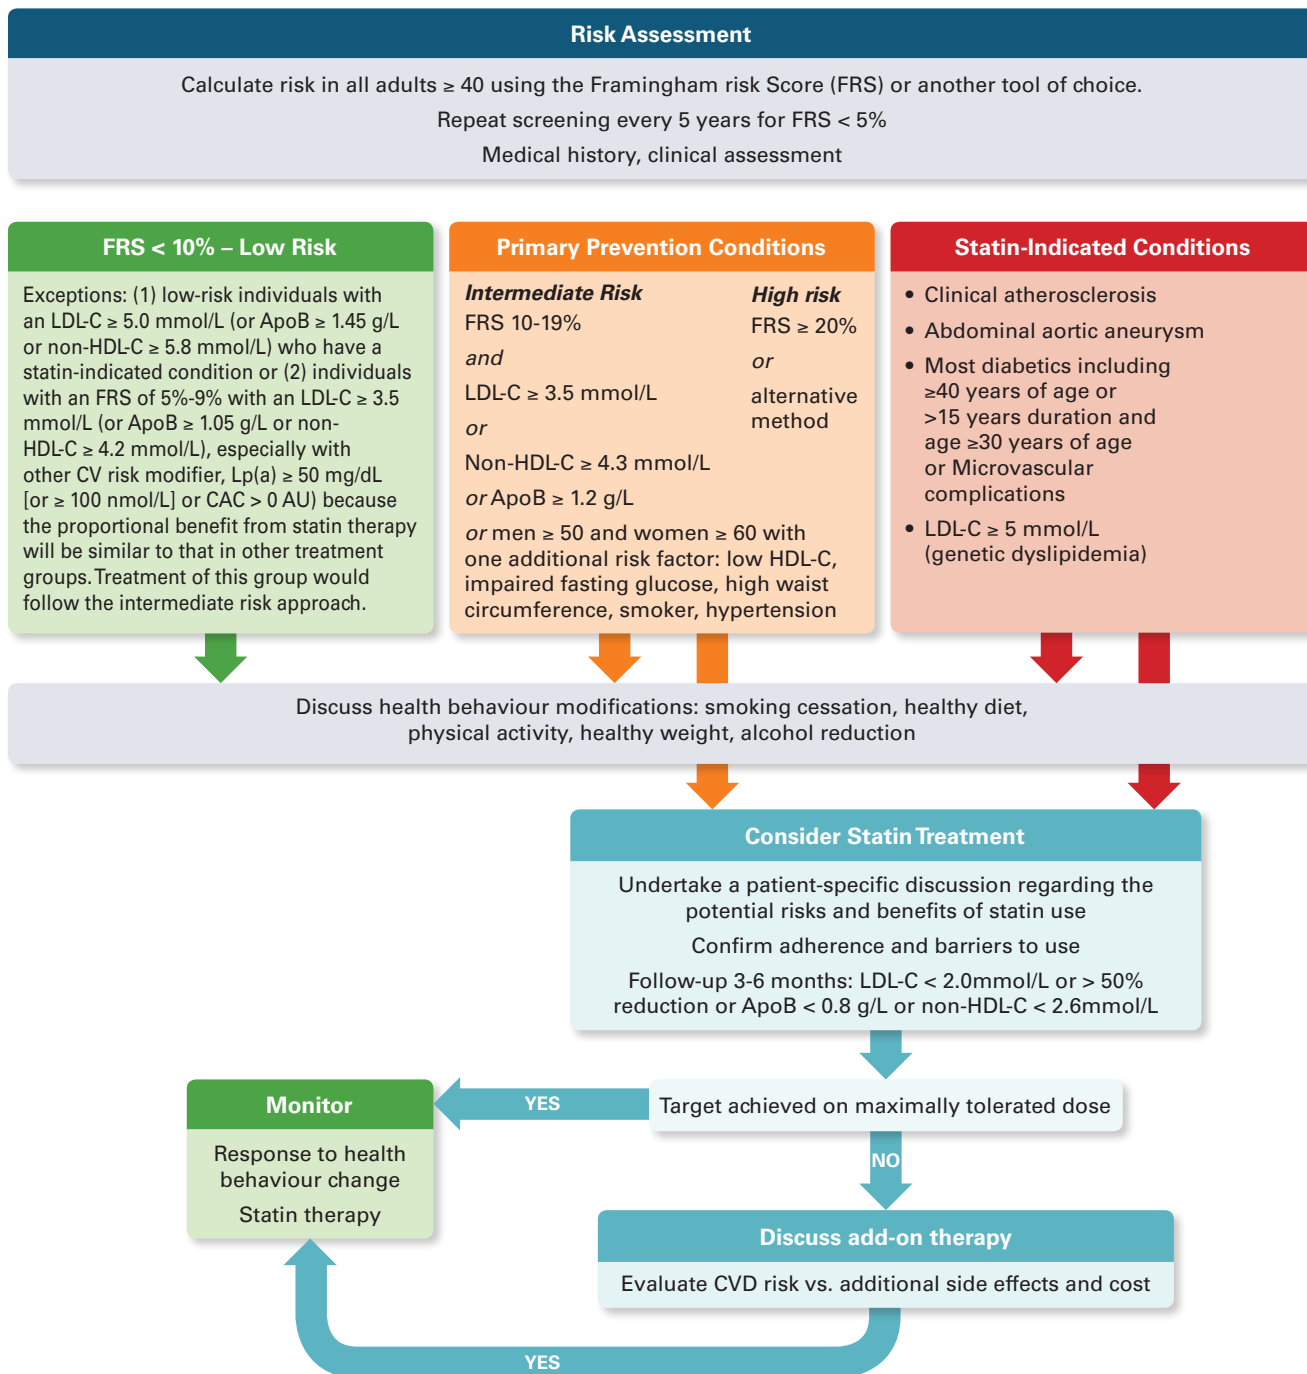 Risk Assessment
Calculate risk in all adults ≥ 40 using the Framingham risk Score (FRS) or another tool of choice.
Repeat screening every 5 years for FRS < 5%
Medical history, clinical assessment
FRS < 10% – Low Risk
Exceptions: (1) low-risk individuals with
an LDL-C ≥ 5.0 mmol/L (or ApoB ≥ 1.45 g/L
or non-HDL-C ≥ 5.8 mmol/L) who have a
statin-indicated condition or (2) individuals
with an FRS of 5%-9% with an LDL-C ≥ 3.5
mmol/L (or ApoB ≥ 1.05 g/L or non-
HDL-C ≥ 4.2 mmol/L), especially with
other CV risk modifier, Lp(a) ≥ 50 mg/dL
[or ≥ 100 nmol/L] or CAC > 0 AU) because
the proportional benefit from statin therapy
will be similar to that in other treatment
groups. Treatment of this group would
follow the intermediate risk approach.
Primary Prevention Conditions
Intermediate Risk
FRS 10-19%
and
LDL-C ≥ 3.5 mmol/L
or
Non-HDL-C ≥ 4.3 mmol/L
or ApoB ≥ 1.2 g/L
or men ≥ 50 and women ≥ 60 with
one additional risk factor: low HDL-C,
impaired fasting glucose, high waist
circumference, smoker, hypertension
High risk
FRS ≥ 20%
or
alternative
method
Statin-Indicated Conditions
• Clinical atherosclerosis
• Abdominal aortic aneurysm
• Most diabetics including
≥40 years of age or
>15 years duration and
age ≥30 years of age
or Microvascular
complications
• LDL-C ≥ 5 mmol/L
(genetic dyslipidemia)
Discuss health behaviour modifications: smoking cessation, healthy diet,
physical activity, healthy weight, alcohol reduction
Consider Statin Treatment
Undertake a patient-specific discussion regarding the
potential risks and benefits of statin use
Confirm adherence and barriers to use
Follow-up 3-6 months: LDL-C < 2.0mmol/L or > 50%
reduction or ApoB < 0.8 g/L or non-HDL-C < 2.6mmol/L
Target achieved on maximally tolerated dose
YES
Monitor
Response to health
behaviour change
Statin therapy
NO
Discuss add-on therapy
Evaluate CVD risk vs. additional side effects and cost
YES